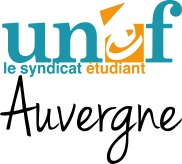 unef
le syndicat étudiant
Auvergne